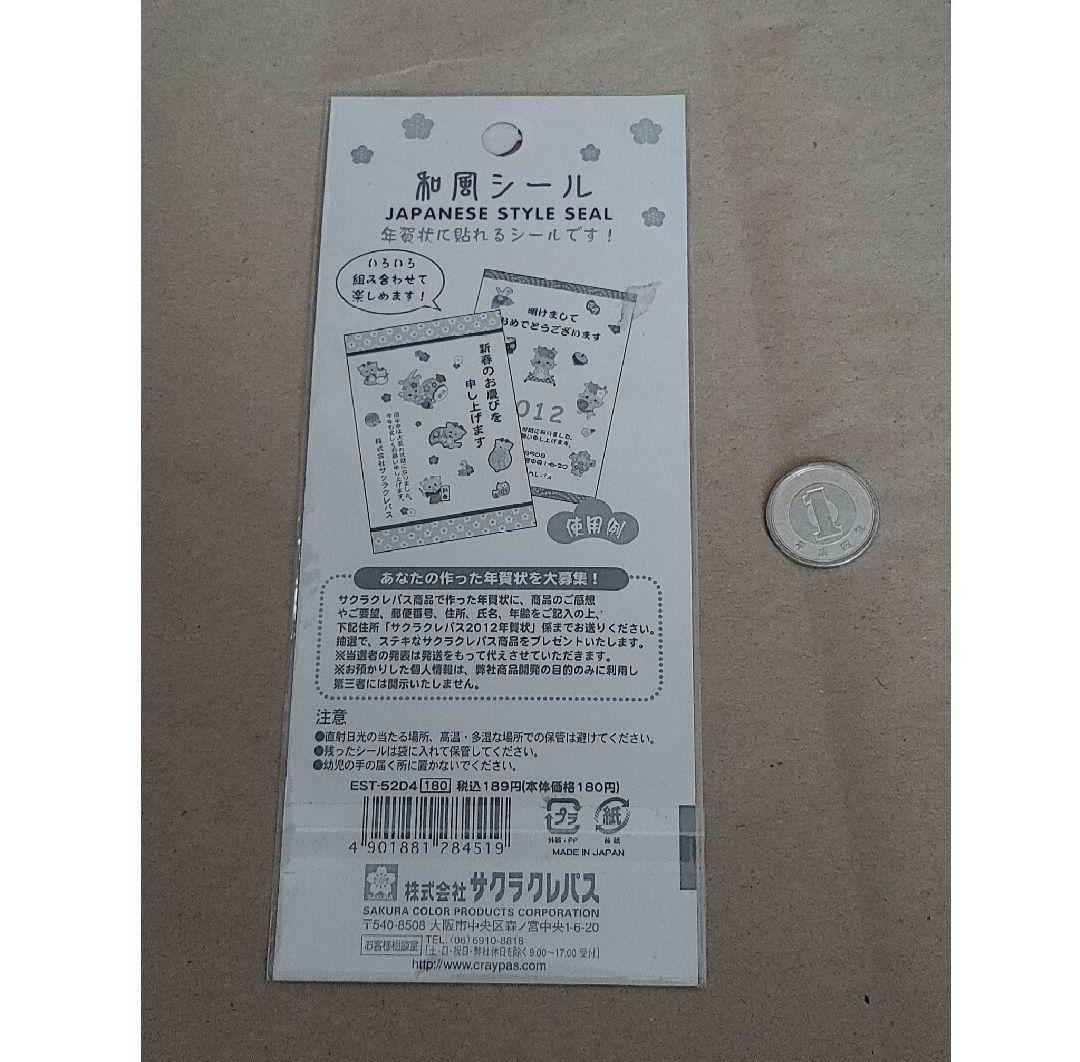 和風シール
JAPANESE STYLE SEAL
年賀状に貼れるシールです!
いろいろ
組み合わせて
楽しめます!
明けまして
おめでとうございます
012
新春のお慶びを
申し上げます
株式会社サクラクレパス
使用例
あなたの作った年賀状を大募集!
サクラクレパス商品で作った年賀状に、商品のご感想
やご要望、郵便番号、住所、氏名、年齢をご記入の上、
下記住所「サクラクレパス2012年賀状」係までお送りください。
抽選で、ステキなサクラクレパス商品をプレゼントいたします。
※当選者の発表は発送をもって代えさせていただきます。
※お預かりした個人情報は、弊社商品開発の目的のみに利用し
第三者には開示いたしません。
注意
●直射日光の当たる場所、高温・多湿な場所での保管は避けてください。
●残ったシールは袋に入れて保管してください。
●幼児の手の届く所に置かないでください。
EST-52D4 180 税込189円(本体価格180円)
4 901881 284519
プラ
外装:PP
紙
台紙
MADE IN JAPAN
株式会社 サクラクレパス
SAKURA COLOR PRODUCTS CORPORATION
〒540-8508 大阪市中央区森ノ宮中央1-6-20
お客様相談室
TEL. (06) 6910-8818
[土・日・祝日・弊社休日を除く 9:00〜17:00 受付]
http://www.craypas.com
1
平成四年